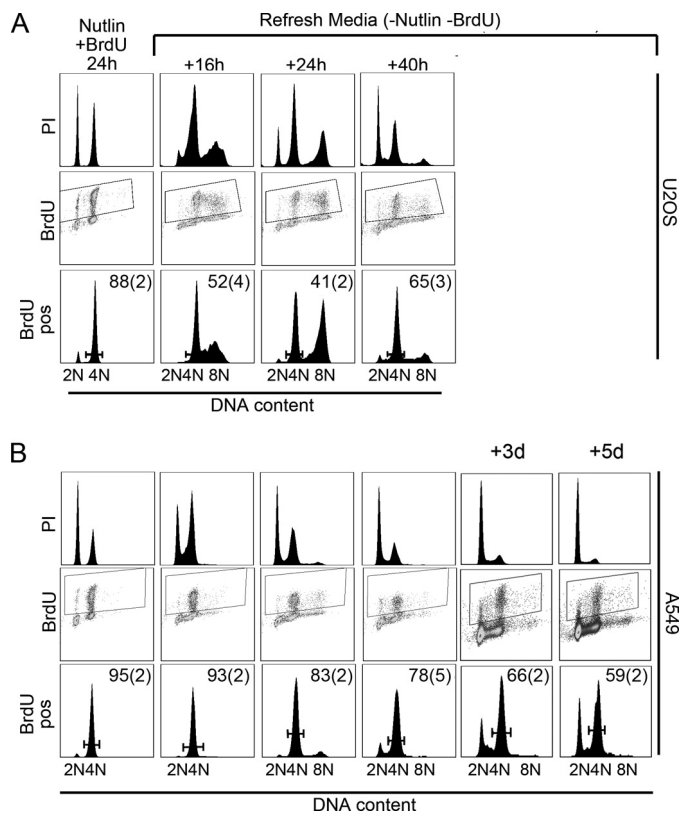 A
Nutlin
+BrdU
24h
Refresh Media (-Nutlin -BrdU)
+16h +24h +40h
PI
BrdU
BrdU
pos
88(2) 52(4) 41(2) 65(3)
2N 4N 2N4N 8N 2N4N 8N 2N4N 8N
DNA content
U2OS
B
+3d +5d
PI
BrdU
BrdU
pos
95(2) 93(2) 83(2) 78(5) 66(2) 59(2)
2N4N 2N4N 2N4N 8N 2N4N 8N 2N4N 8N 2N4N 8N
DNA content
A549